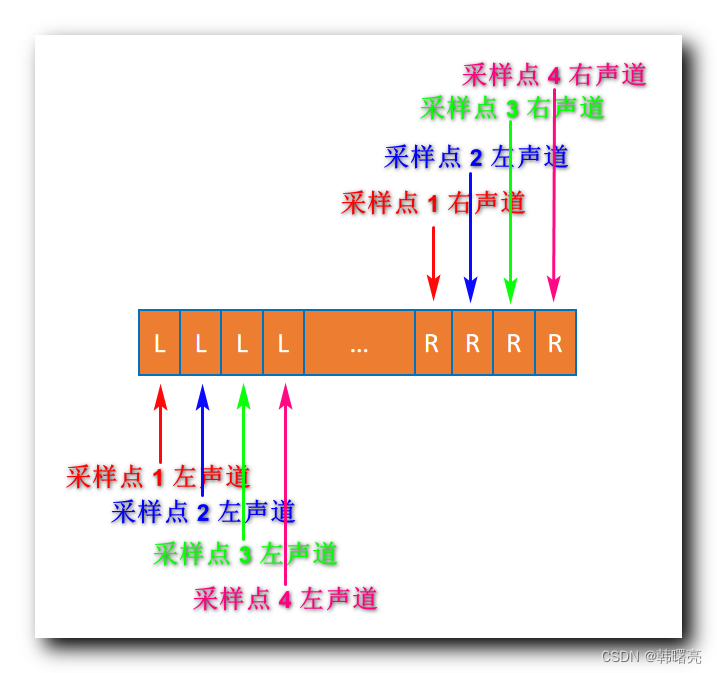 采样点 4 右声道
采样点 3 右声道
采样点 2 左声道
采样点 1 右声道
L L L L ... R R R R
采样点 1 左声道
采样点 2 左声道
采样点 3 左声道
采样点 4 左声道
CSDN @韩曙亮